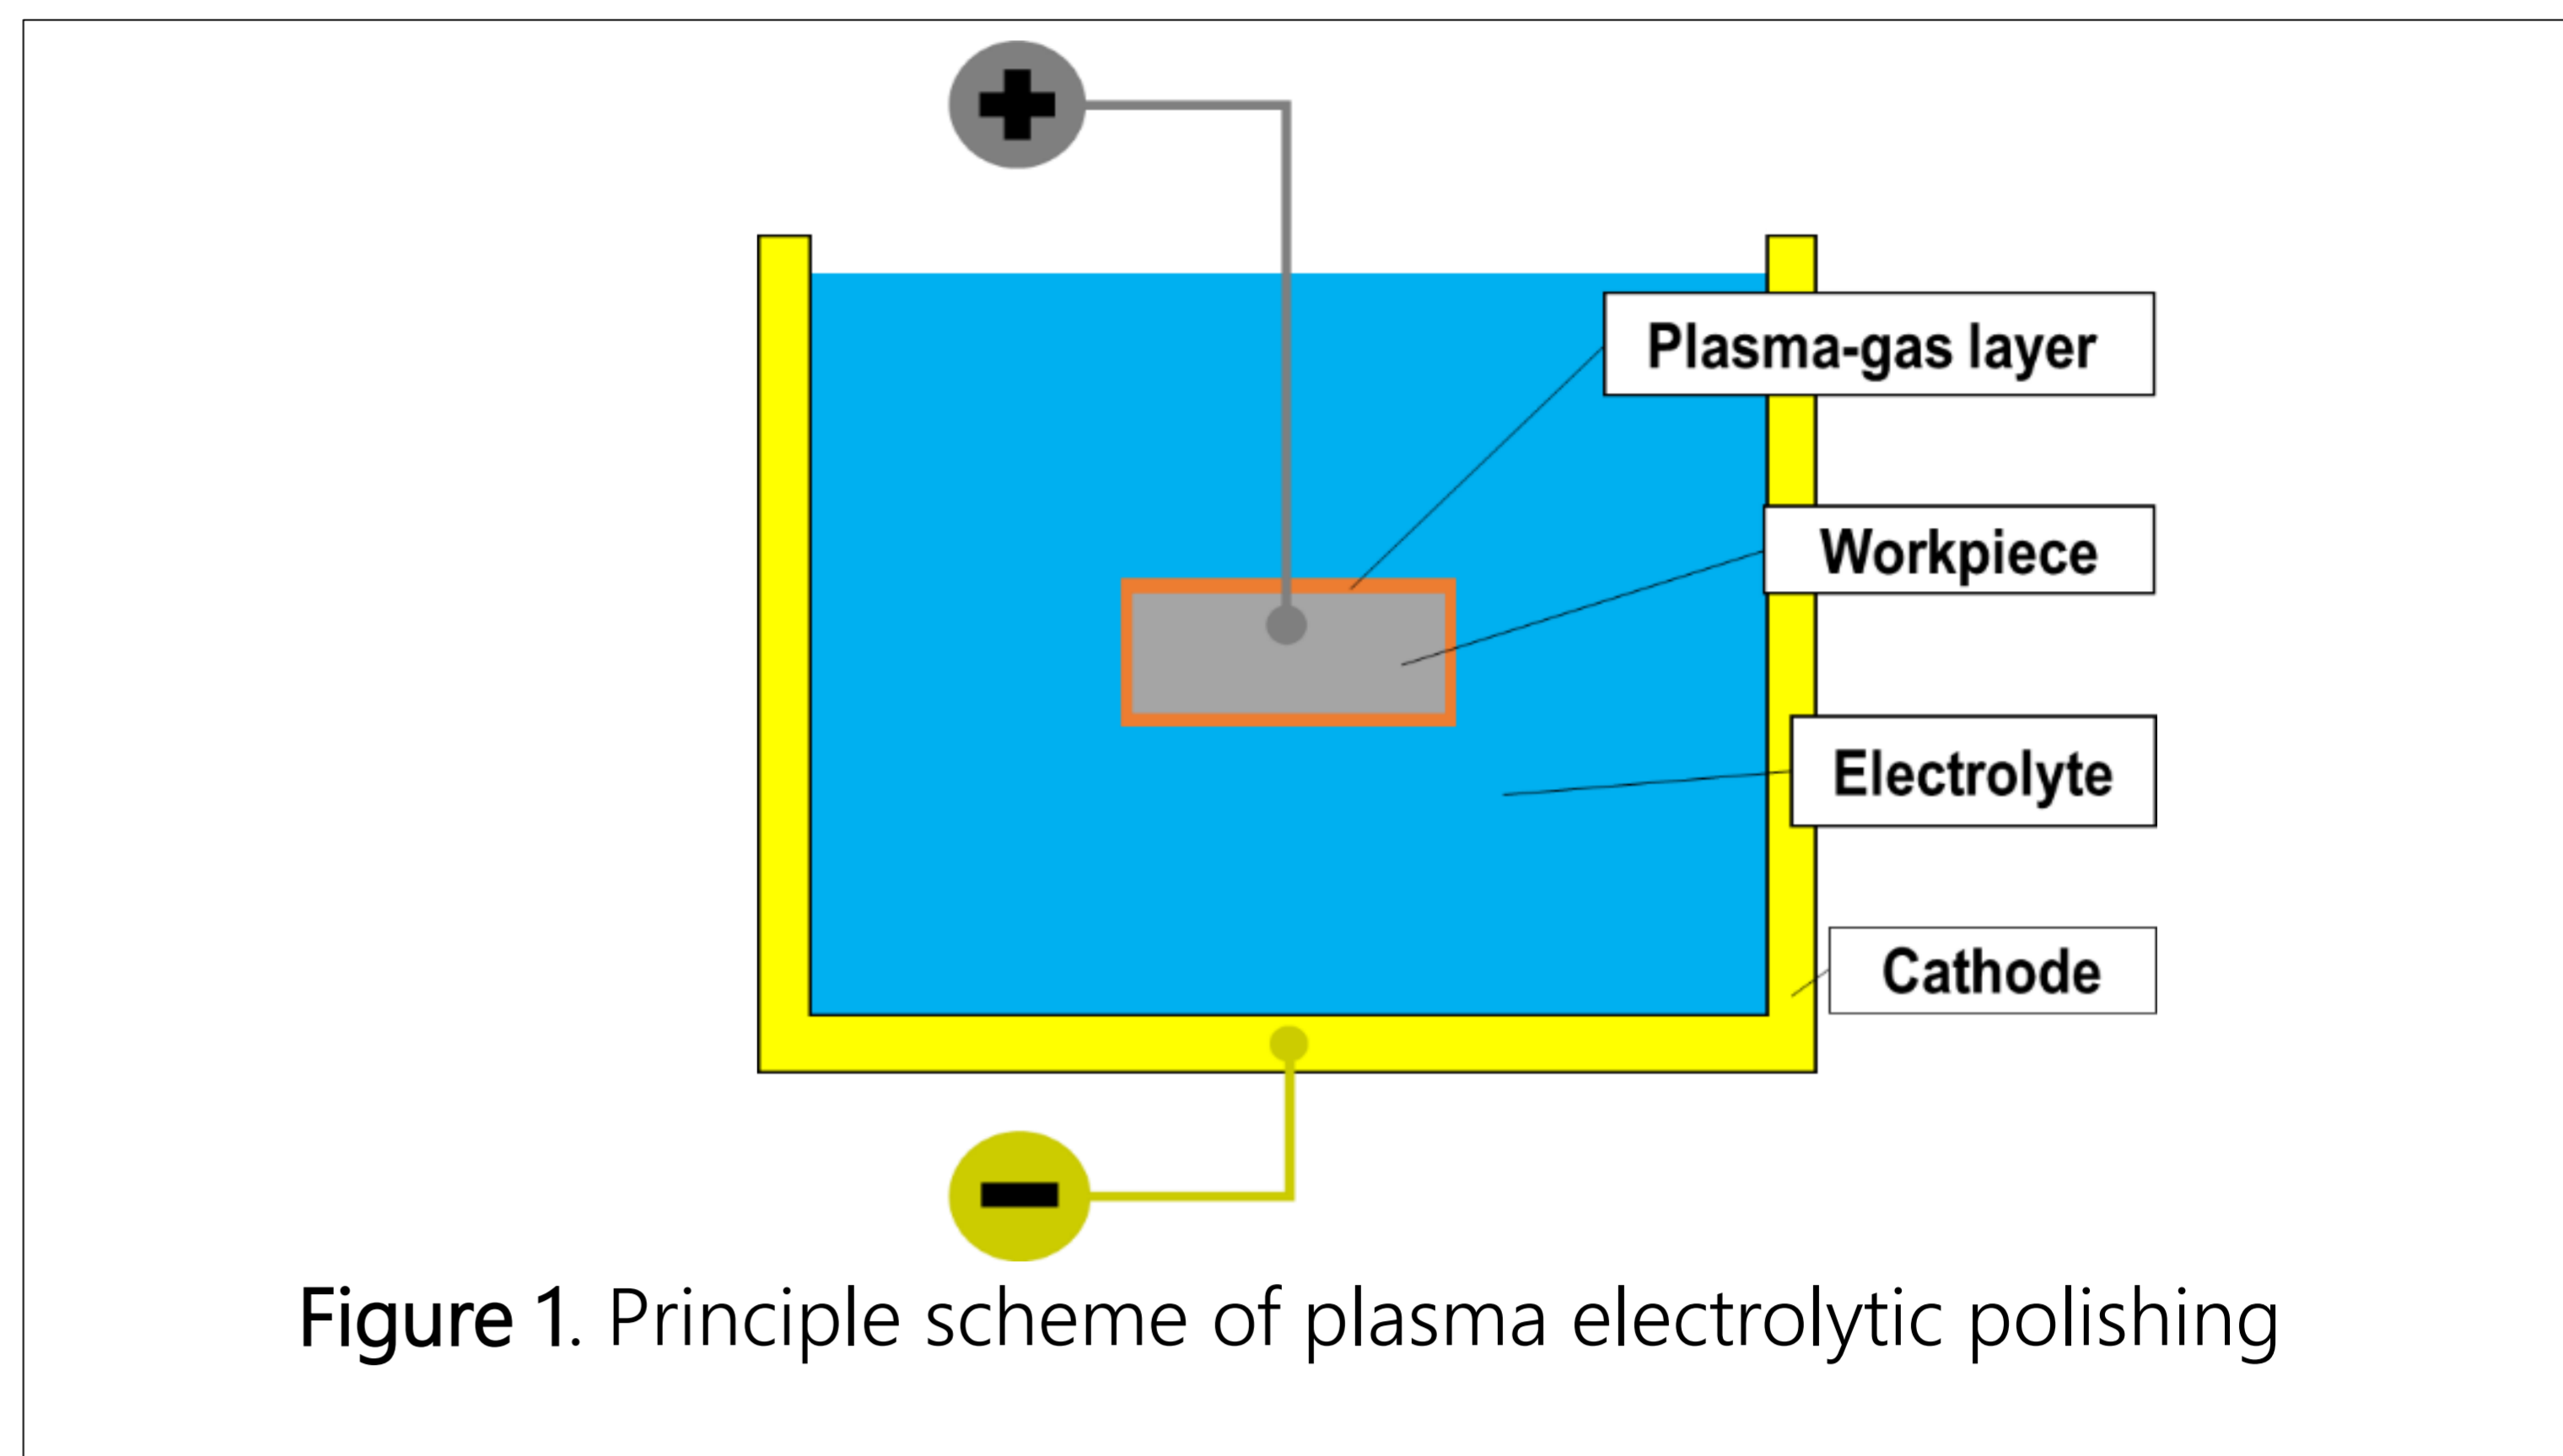 Plasma-gas layer
Workpiece
Electrolyte
Cathode
Figure 1. Principle scheme of plasma electrolytic polishing